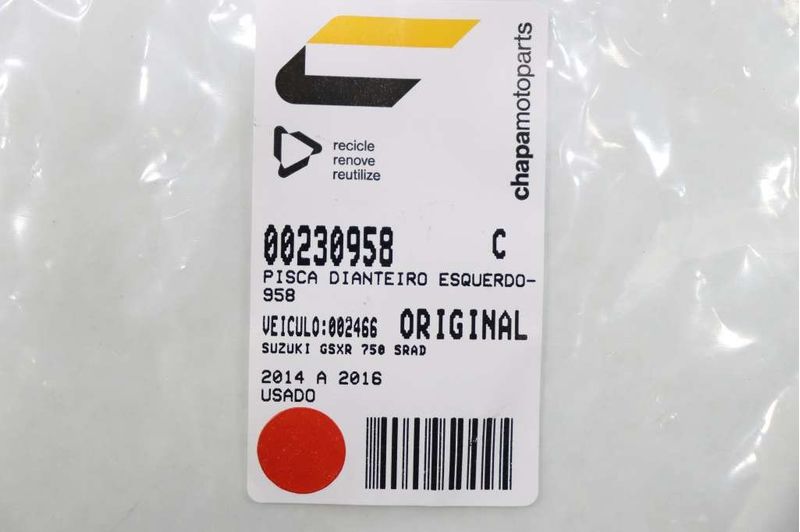 chapamotoparts
recicle
renove
reutilize
00230958 C
PISCA DIANTEIRO ESQUERDO-
958
VEICULO:002466 ORIGINAL
SUZUKI GSXR 750 SRAD
2014 A 2016
USADO